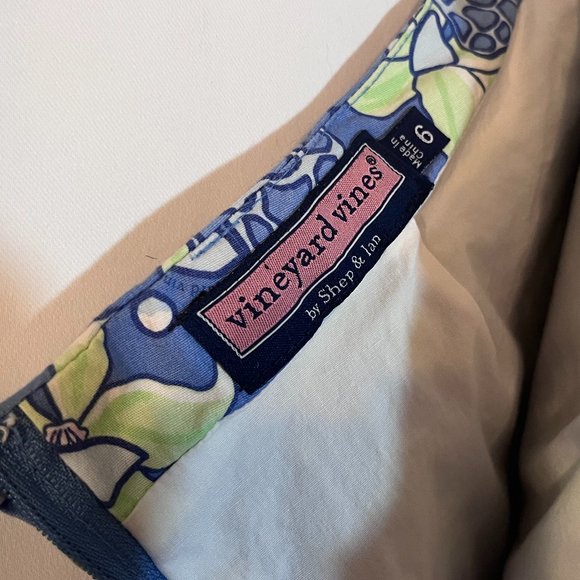 6
Made in
China
vineyard vines®
by Shep & Ian